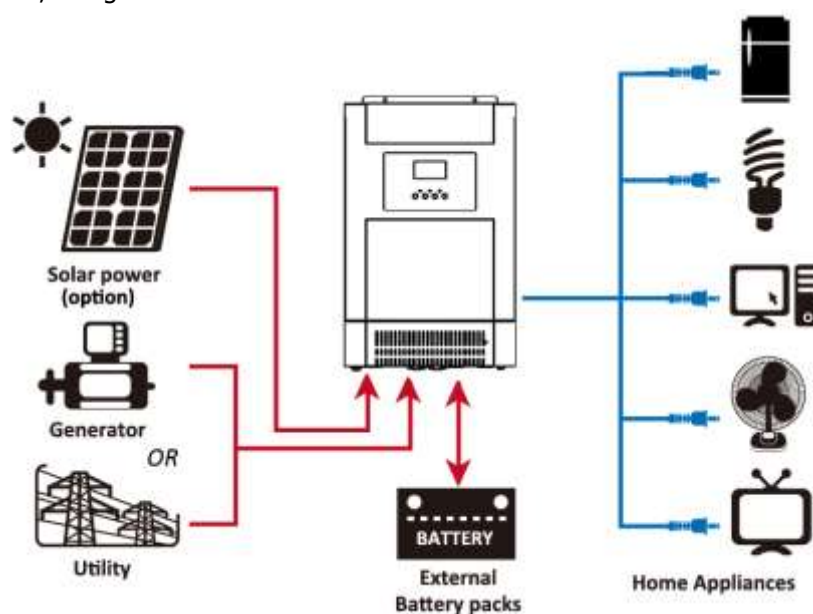 Solar power
(option)
Generator
OR
Utility
BATTERY
External
Battery packs
Home Appliances